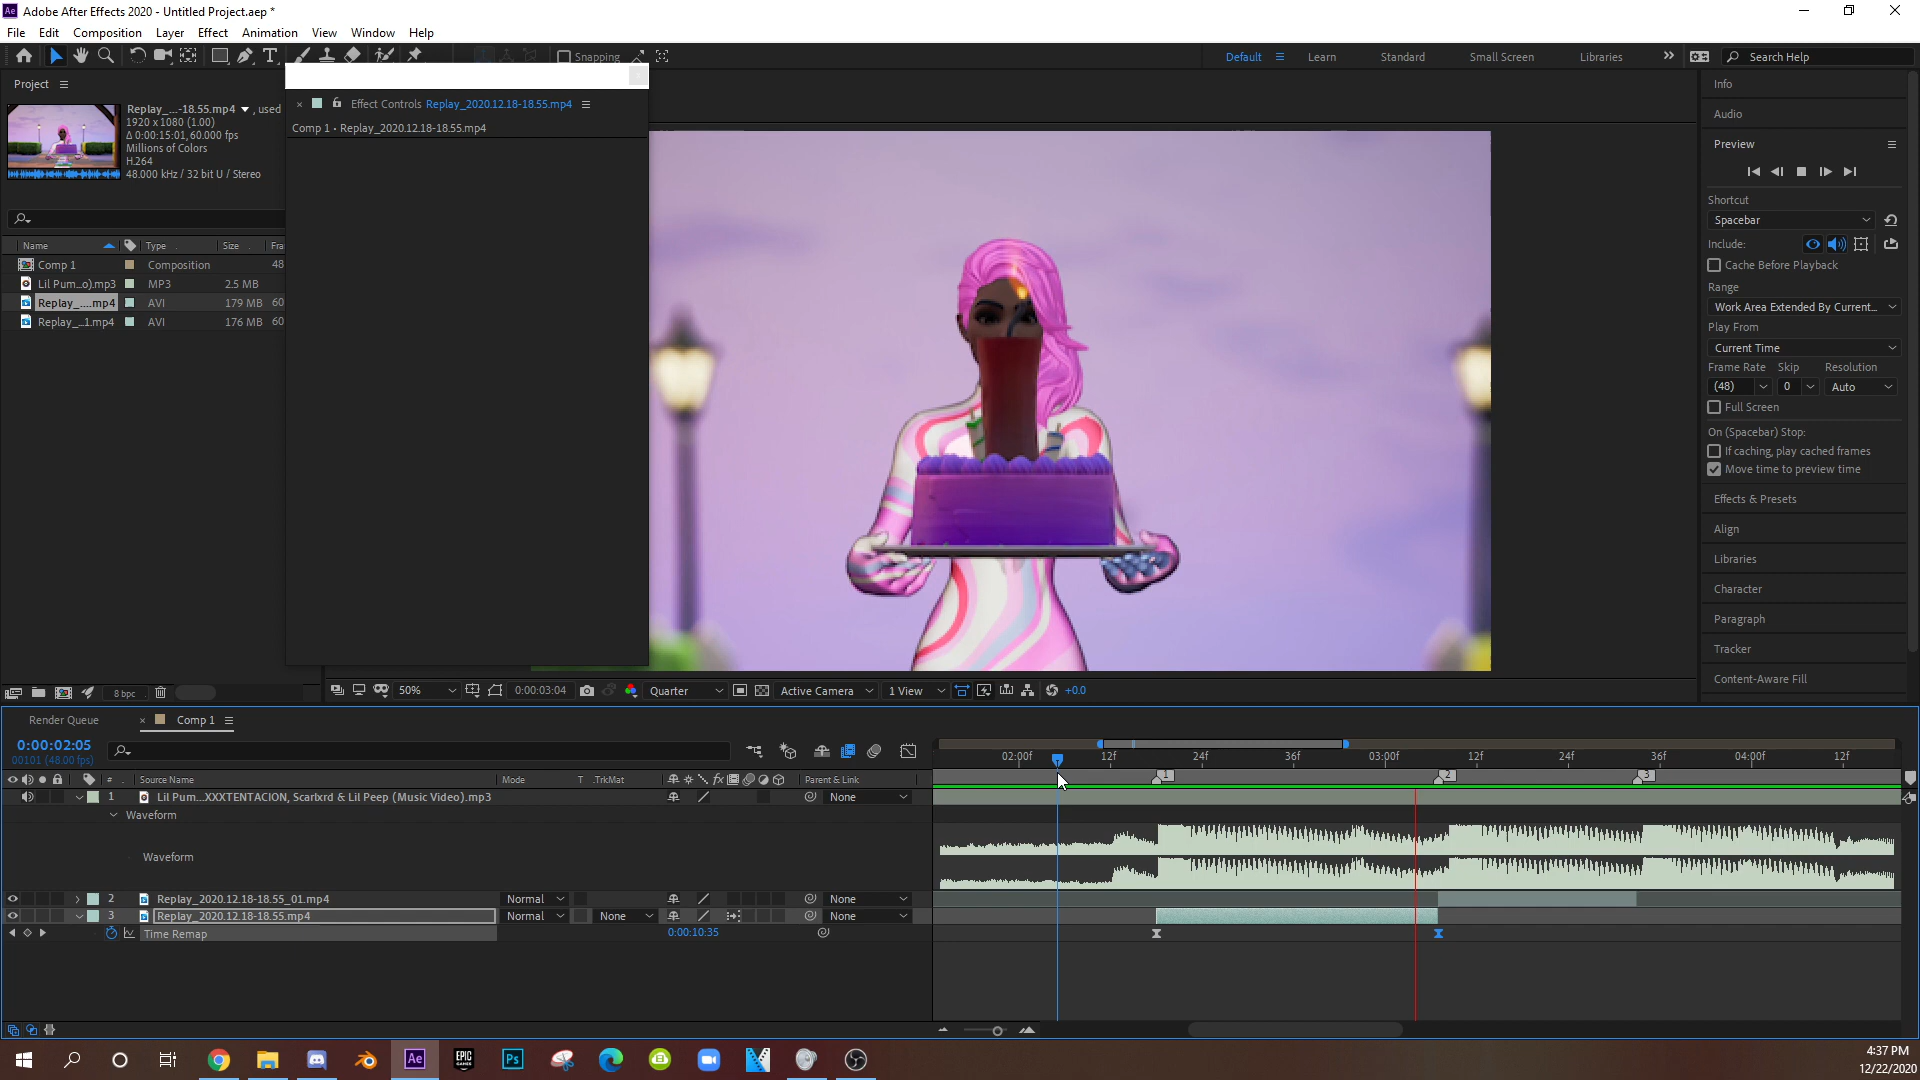 Adobe After Effects 2020 - Untitled Project.aep *
File Edit Composition Layer Effect Animation View Window Help
Snapping
Default Learn Standard Small Screen Libraries
Search Help
Project
Replay_...-18.55.mp4 , used
1920 x 1080 (1.00)
Δ 0:00:15:01, 60.000 fps
Millions of Colors
H.264
48.000 kHz / 32 bit U / Stereo
Name Type Size Fra
Comp 1 Composition 48
Lil Pum...o).mp3 MP3 2.5 MB
Replay_....mp4 AVI 179 MB 60
Replay_...1.mp4 AVI 176 MB 60
8 bpc
Effect Controls Replay_2020.12.18-18.55.mp4
Comp 1 • Replay_2020.12.18-18.55.mp4
50% 0:00:03:04 Quarter Active Camera 1 View +0.0
Info
Audio
Preview
Shortcut
Spacebar
Include:
Cache Before Playback
Range
Work Area Extended By Current...
Play From
Current Time
Frame Rate Skip Resolution
(48) 0 Auto
Full Screen
On (Spacebar) Stop:
If caching, play cached frames
Move time to preview time
Effects & Presets
Align
Libraries
Character
Paragraph
Tracker
Content-Aware Fill
Render Queue Comp 1
0:00:02:05
00101 (48.00 fps)
# Source Name Mode T .TrkMat Parent & Link
02:00f 12f 24f 36f 03:00f 12f 24f 36f 04:00f 12f
1 2 3
1 Lil Pum...XXXTENTACION, Scarlxrd & Lil Peep (Music Video).mp3 None
Waveform
Waveform
2 Replay_2020.12.18-18.55_01.mp4 Normal None
3 Replay_2020.12.18-18.55.mp4 Normal None None
Time Remap 0:00:10:35
Ae EPIC GAMES Ps
4:37 PM
12/22/2020